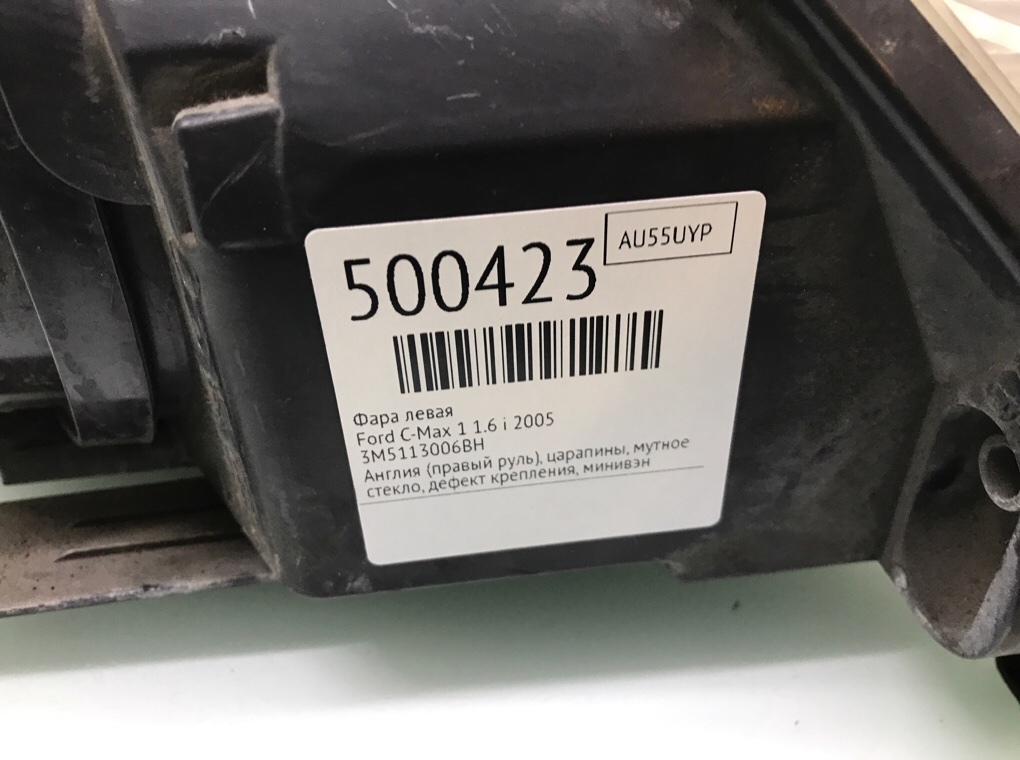 500423
AU55UYP
Фара левая
Ford C-Max 1 1.6 i 2005
3M5113006BH
Англия (правый руль), царапины, мутное
стекло, дефект крепления, минивэн